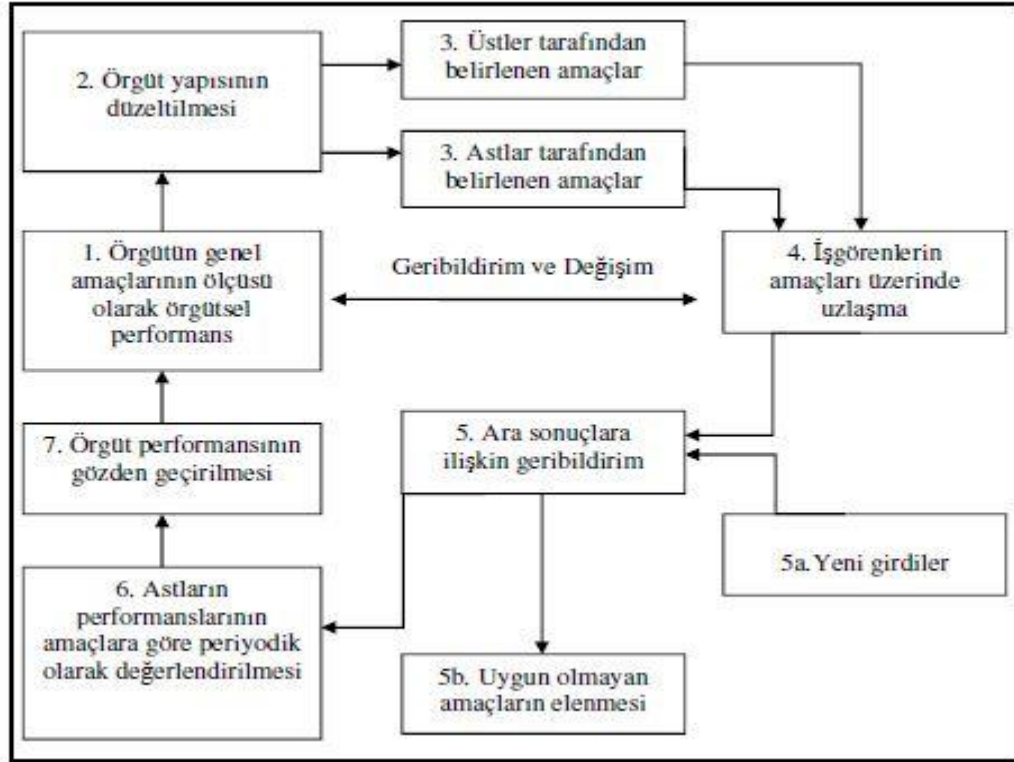 2. Örgüt yapısının
düzeltilmesi
3. Üstler tarafından
belirlenen amaçlar
3. Astlar tarafından
belirlenen amaçlar
1. Örgütün genel
amaçlarının ölçüsü
olarak örgütsel
performans
Geribildirim ve Değişim
4. İşgörenlerin
amaçları üzerinde
uzlaşma
7. Örgüt performansının
gözden geçirilmesi
5. Ara sonuçlara
ilişkin geribildirim
5a.Yeni girdiler
6. Astların
performanslarının
amaçlara göre periyodik
olarak değerlendirilmesi
5b. Uygun olmayan
amaçların elenmesi